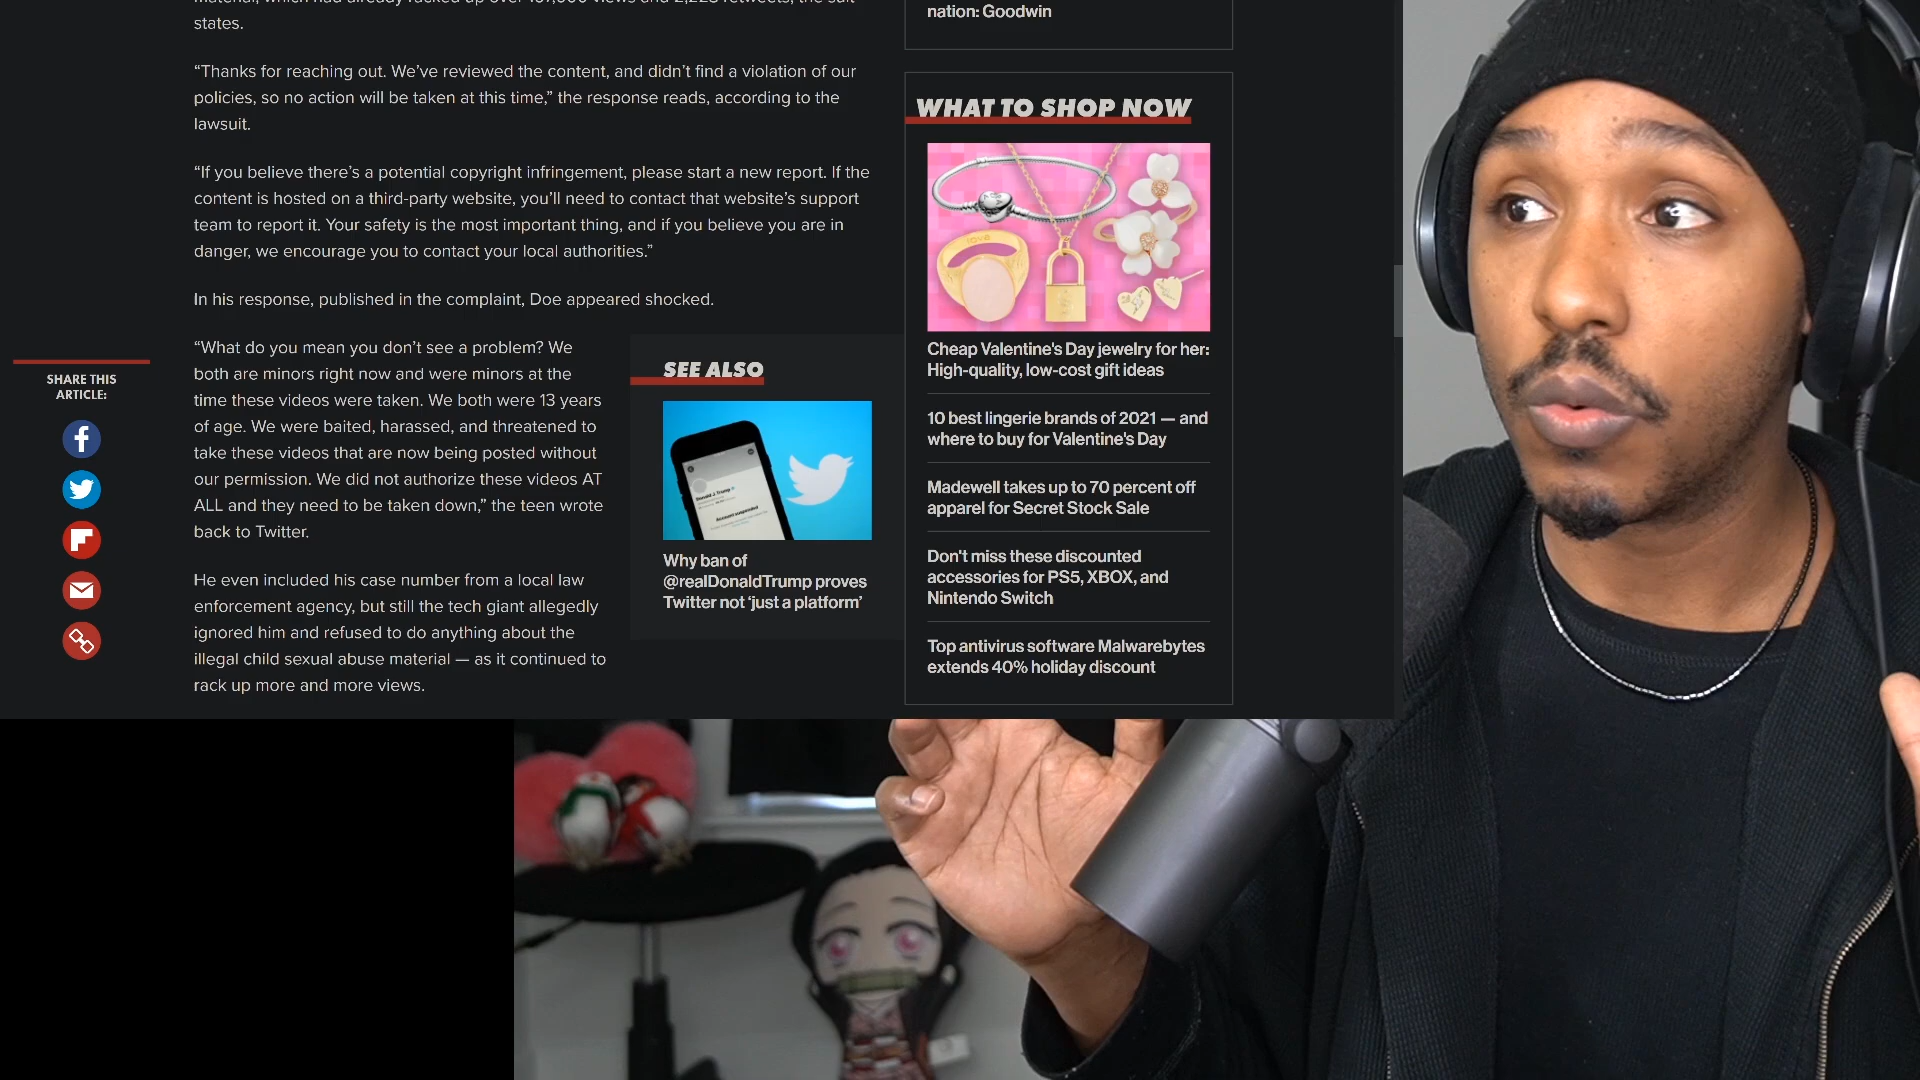 states.
“Thanks for reaching out. We’ve reviewed the content, and didn’t find a violation of our
policies, so no action will be taken at this time,” the response reads, according to the
lawsuit.
“If you believe there’s a potential copyright infringement, please start a new report. If the
content is hosted on a third-party website, you’ll need to contact that website’s support
team to report it. Your safety is the most important thing, and if you believe you are in
danger, we encourage you to contact your local authorities.”
In his response, published in the complaint, Doe appeared shocked.
“What do you mean you don’t see a problem? We
both are minors right now and were minors at the
time these videos were taken. We both were 13 years
of age. We were baited, harassed, and threatened to
take these videos that are now being posted without
our permission. We did not authorize these videos AT
ALL and they need to be taken down,” the teen wrote
back to Twitter.
He even included his case number from a local law
enforcement agency, but still the tech giant allegedly
ignored him and refused to do anything about the
illegal child sexual abuse material — as it continued to
rack up more and more views.
SHARE THIS
ARTICLE:
SEE ALSO
Donald J. Trump
Account suspended
Why ban of
@realDonaldTrump proves
Twitter not ‘just a platform’
nation: Goodwin
WHAT TO SHOP NOW
love
Cheap Valentine's Day jewelry for her:
High-quality, low-cost gift ideas
10 best lingerie brands of 2021 — and
where to buy for Valentine's Day
Madewell takes up to 70 percent off
apparel for Secret Stock Sale
Don't miss these discounted
accessories for PS5, XBOX, and
Nintendo Switch
Top antivirus software Malwarebytes
extends 40% holiday discount